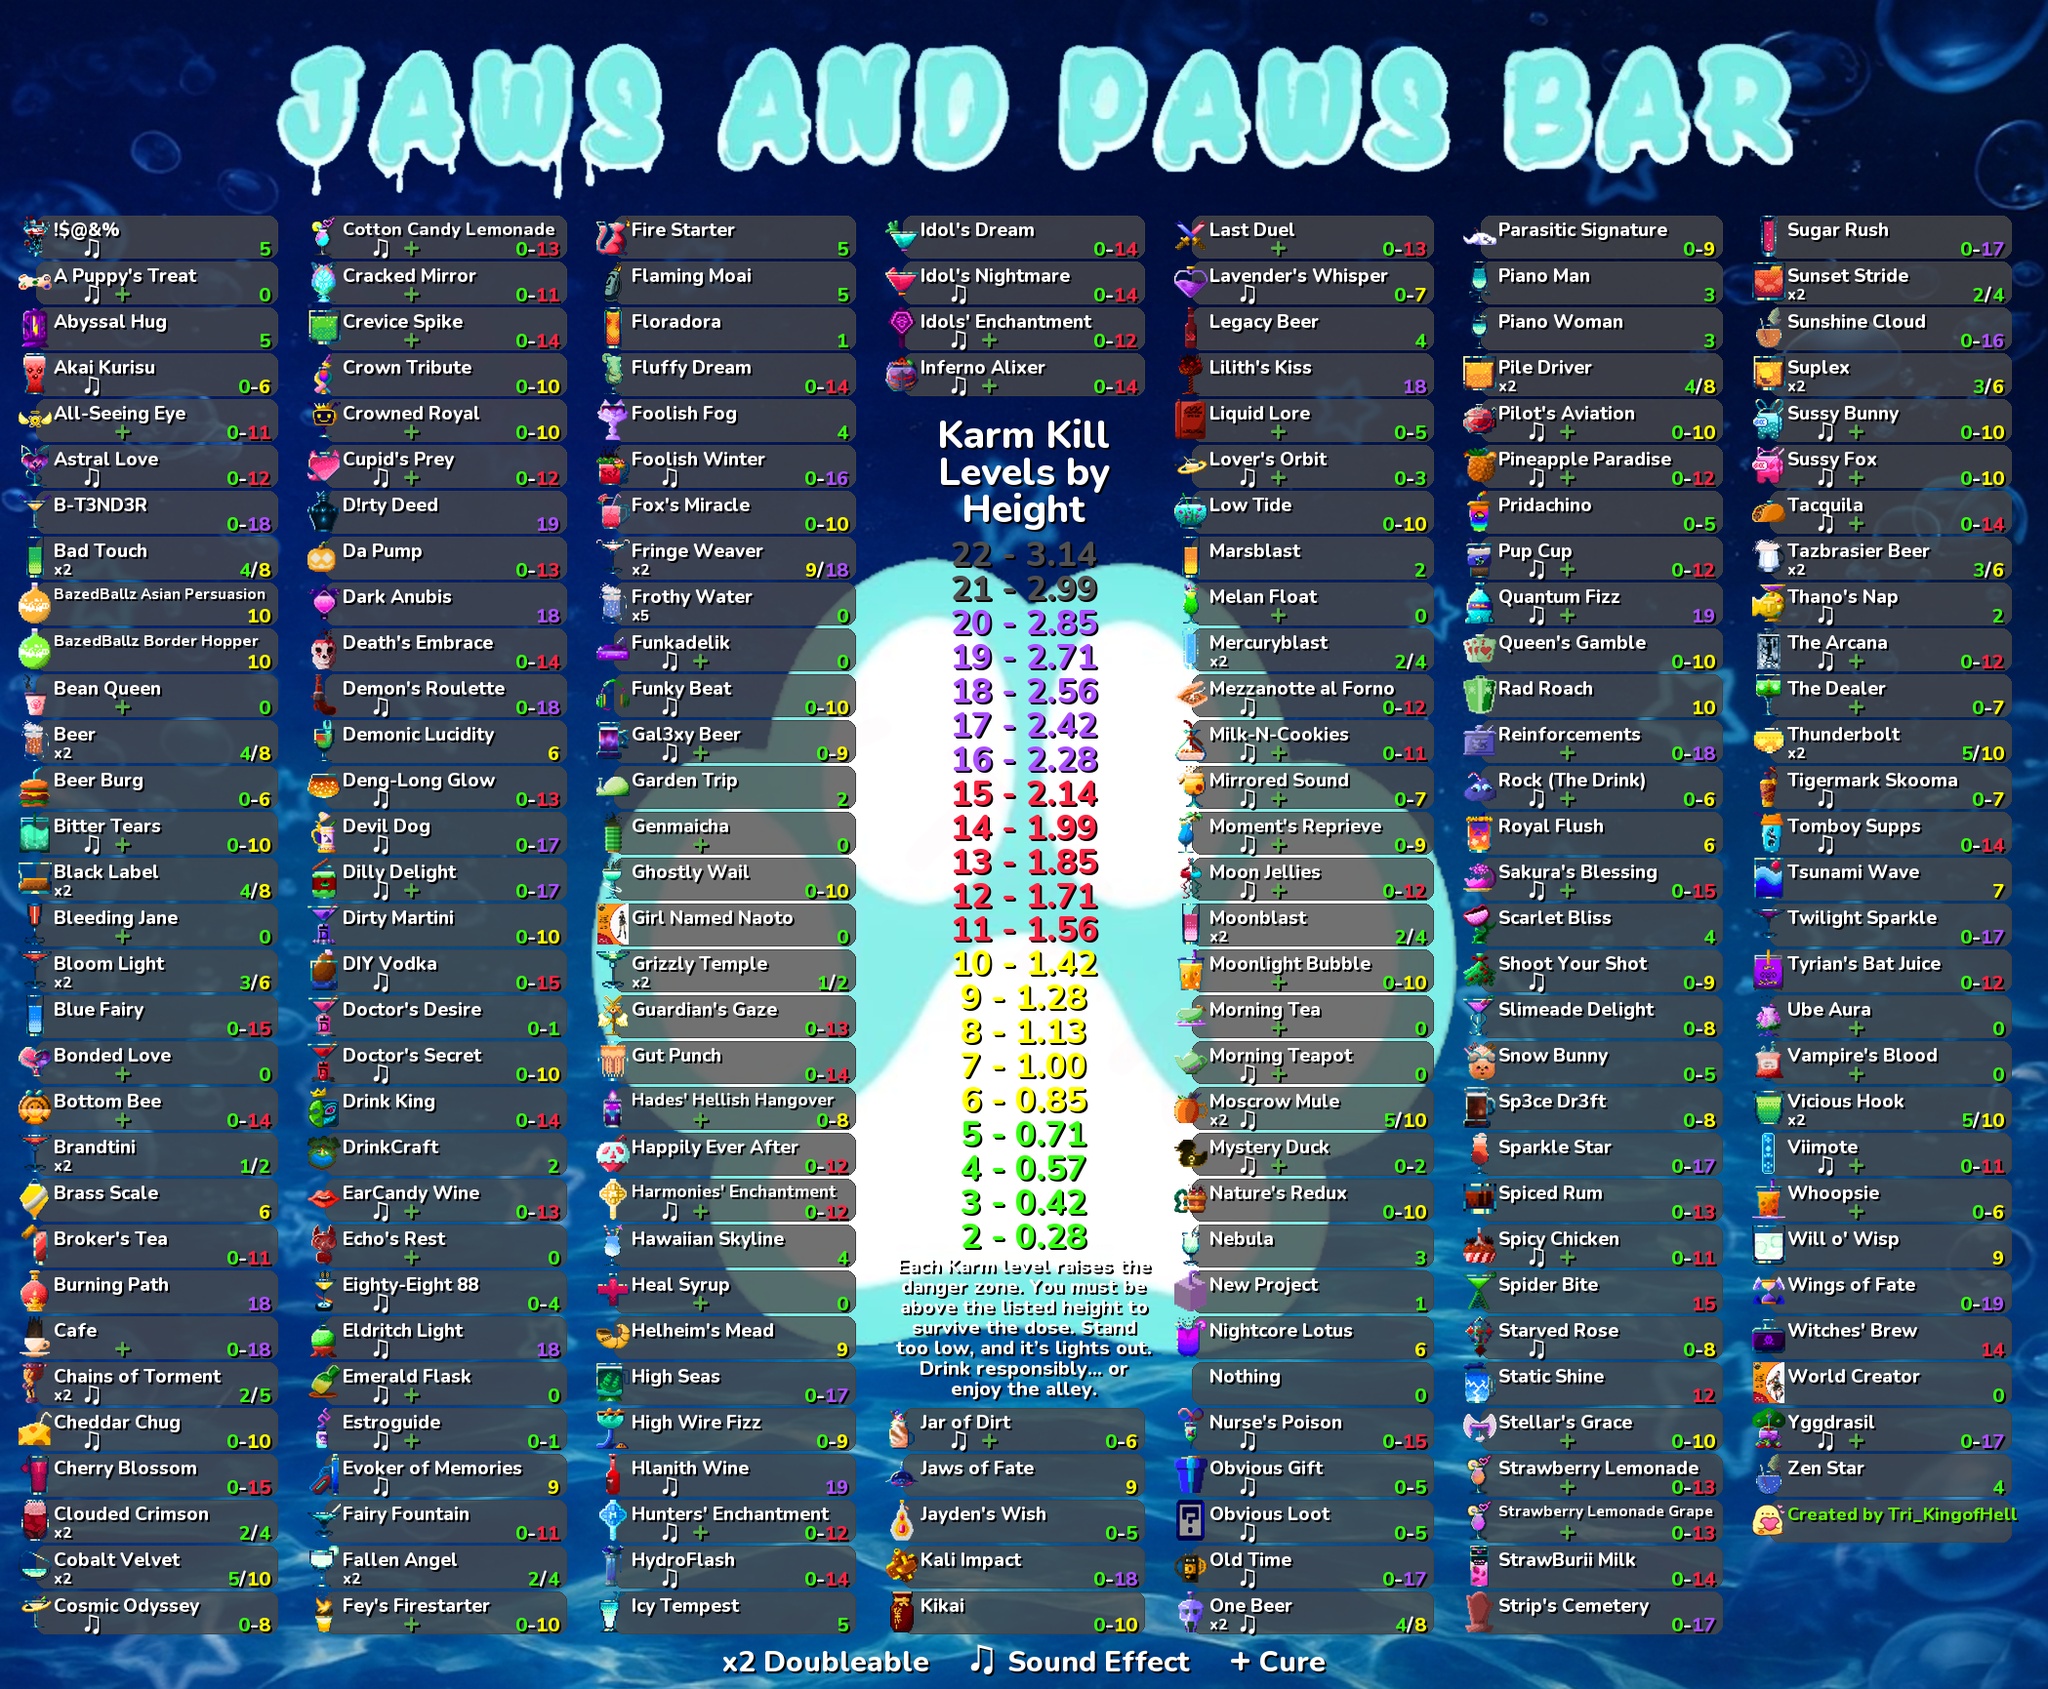 JAWS AND PAWS BAR
!$@&%
♫ 5
A Puppy's Treat
♫ + 0
Abyssal Hug
5
Akai Kurisu
♫ 0-6
All-Seeing Eye
+ 0-11
Astral Love
♫ 0-12
B-T3ND3R
0-18
Bad Touch
x2 4/8
BazedBallz Asian Persuasion
10
BazedBallz Border Hopper
10
Bean Queen
+ 0
Beer
x2 4/8
Beer Burg
0-6
Bitter Tears
♫ + 0-10
Black Label
x2 4/8
Bleeding Jane
+ 0
Bloom Light
x2 3/6
Blue Fairy
0-15
Bonded Love
+ 0
Bottom Bee
+ 0-14
Brandtini
x2 1/2
Brass Scale
6
Broker's Tea
0-11
Burning Path
18
Cafe
+ 0-18
Chains of Torment
x2 ♫ 2/5
Cheddar Chug
♫ 0-10
Cherry Blossom
0-15
Clouded Crimson
x2 2/4
Cobalt Velvet
x2 5/10
Cosmic Odyssey
♫ 0-8
Cotton Candy Lemonade
♫ + 0-13
Cracked Mirror
+ 0-11
Crevice Spike
+ 0-14
Crown Tribute
0-10
Crowned Royal
+ 0-10
Cupid's Prey
♫ + 0-12
D!rty Deed
19
Da Pump
0-13
Dark Anubis
18
Death's Embrace
0-14
Demon's Roulette
♫ 0-18
Demonic Lucidity
6
Deng-Long Glow
♫ 0-13
Devil Dog
♫ 0-17
Dilly Delight
♫ + 0-17
Dirty Martini
0-10
DIY Vodka
♫ 0-15
Doctor's Desire
0-1
Doctor's Secret
♫ 0-10
Drink King
0-14
DrinkCraft
2
EarCandy Wine
♫ + 0-13
Echo's Rest
+ 0
Eighty-Eight 88
♫ 0-4
Eldritch Light
♫ 18
Emerald Flask
♫ + 0
Estroguide
♫ + 0-1
Evoker of Memories
♫ 9
Fairy Fountain
0-11
Fallen Angel
x2 2/4
Fey's Firestarter
+ 0-10
Fire Starter
5
Flaming Moai
5
Floradora
1
Fluffy Dream
0-14
Foolish Fog
4
Foolish Winter
♫ 0-16
Fox's Miracle
0-10
Fringe Weaver
x2 9/18
Frothy Water
x5 0
Funkadelik
♫ + 0
Funky Beat
♫ 0-10
Gal3xy Beer
♫ + 0-9
Garden Trip
2
Genmaicha
+ 0
Ghostly Wail
0-10
Girl Named Naoto
0
Grizzly Temple
x2 1/2
Guardian's Gaze
0-13
Gut Punch
0-14
Hades' Hellish Hangover
+ 0-8
Happily Ever After
0-12
Harmonies' Enchantment
♫ + 0-12
Hawaiian Skyline
4
Heal Syrup
+ 0
Helheim's Mead
9
High Seas
0-17
High Wire Fizz
0-9
Hlanith Wine
♫ 19
Hunters' Enchantment
♫ + 0-12
HydroFlash
♫ 0-14
Icy Tempest
5
Idol's Dream
0-14
Idol's Nightmare
♫ 0-14
Idols' Enchantment
♫ + 0-12
Inferno Alixer
♫ + 0-14
Karm Kill
Levels by
Height
22 - 3.14
21 - 2.99
20 - 2.85
19 - 2.71
18 - 2.56
17 - 2.42
16 - 2.28
15 - 2.14
14 - 1.99
13 - 1.85
12 - 1.71
11 - 1.56
10 - 1.42
9 - 1.28
8 - 1.13
7 - 1.00
6 - 0.85
5 - 0.71
4 - 0.57
3 - 0.42
2 - 0.28
Each Karm level raises the
danger zone. You must be
above the listed height to
survive the dose. Stand
too low, and it's lights out.
Drink responsibly... or
enjoy the alley.
Jar of Dirt
♫ + 0-6
Jaws of Fate
9
Jayden's Wish
0-5
Kali Impact
0-18
Kikai
0-10
Last Duel
+ 0-13
Lavender's Whisper
♫ 0-7
Legacy Beer
4
Lilith's Kiss
18
Liquid Lore
+ 0-5
Lover's Orbit
♫ + 0-3
Low Tide
0-10
Marsblast
2
Melan Float
+ 0
Mercuryblast
x2 2/4
Mezzanotte al Forno
♫ 0-12
Milk-N-Cookies
♫ + 0-11
Mirrored Sound
♫ + 0-7
Moment's Reprieve
♫ + 0-9
Moon Jellies
♫ + 0-12
Moonblast
x2 2/4
Moonlight Bubble
+ 0-10
Morning Tea
+ 0
Morning Teapot
♫ + 0
Moscrow Mule
x2 ♫ 5/10
Mystery Duck
♫ + 0-2
Nature's Redux
0-10
Nebula
3
New Project
1
Nightcore Lotus
6
Nothing
0
Nurse's Poison
♫ 0-15
Obvious Gift
♫ 0-5
Obvious Loot
♫ 0-5
Old Time
♫ 0-17
One Beer
x2 ♫ 4/8
Parasitic Signature
0-9
Piano Man
3
Piano Woman
3
Pile Driver
x2 4/8
Pilot's Aviation
♫ + 0-10
Pineapple Paradise
♫ + 0-12
Pridachino
0-5
Pup Cup
♫ + 0-12
Quantum Fizz
♫ + 19
Queen's Gamble
0-10
Rad Roach
10
Reinforcements
+ 0-18
Rock (The Drink)
♫ + 0-6
Royal Flush
6
Sakura's Blessing
♫ + 0-15
Scarlet Bliss
4
Shoot Your Shot
♫ 0-9
Slimeade Delight
0-8
Snow Bunny
0-5
Sp3ce Dr3ft
0-8
Sparkle Star
0-17
Spiced Rum
0-13
Spicy Chicken
♫ + 0-11
Spider Bite
15
Starved Rose
♫ 0-8
Static Shine
12
Stellar's Grace
+ 0-10
Strawberry Lemonade
+ 0-13
Strawberry Lemonade Grape
+ 0-13
StrawBurii Milk
0-14
Strip's Cemetery
0-17
Sugar Rush
0-17
Sunset Stride
x2 2/4
Sunshine Cloud
0-16
Suplex
x2 3/6
Sussy Bunny
♫ + 0-10
Sussy Fox
♫ + 0-10
Tacquila
♫ + 0-14
Tazbrasier Beer
x2 3/6
Thano's Nap
2
The Arcana
♫ + 0-12
The Dealer
+ 0-7
Thunderbolt
x2 5/10
Tigermark Skooma
♫ 0-7
Tomboy Supps
♫ 0-14
Tsunami Wave
7
Twilight Sparkle
0-17
Tyrian's Bat Juice
0-12
Ube Aura
+ 0
Vampire's Blood
+ 0
Vicious Hook
x2 5/10
Viimote
♫ + 0-11
Whoopsie
+ 0-6
Will o' Wisp
9
Wings of Fate
0-19
Witches' Brew
14
World Creator
0
Yggdrasil
♫ + 0-17
Zen Star
4
Created by Tri_KingofHell
x2 Doubleable ♫ Sound Effect + Cure